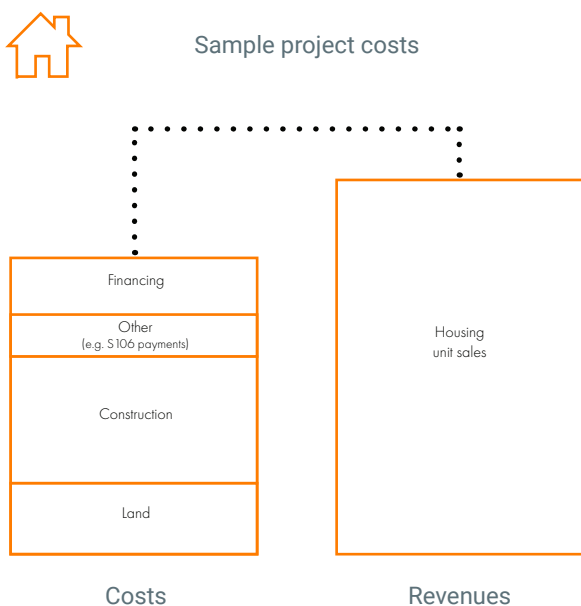 Sample project costs
Financing
Other
(e.g. S106 payments)
Construction
Land
Housing
unit sales
Costs
Revenues